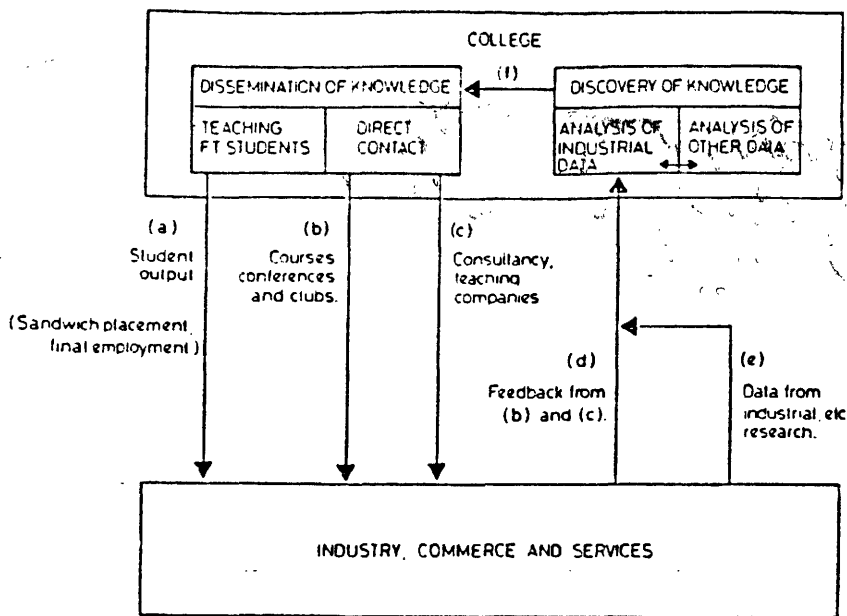 COLLEGE
DISSEMINATION OF KNOWLEDGE
(f)
DISCOVERY OF KNOWLEDGE
TEACHING
FT STUDENTS
DIRECT
CONTACT
ANALYSIS OF
INDUSTRIAL
DATA
ANALYSIS OF
OTHER DATA
(a)
Student
output
(Sandwich placement,
final employment)
(b)
Courses
conferences
and clubs.
(c)
Consultancy,
teaching
companies
(d)
Feedback from
(b) and (c).
(e)
Data from
industrial, etc
research.
INDUSTRY, COMMERCE AND SERVICES